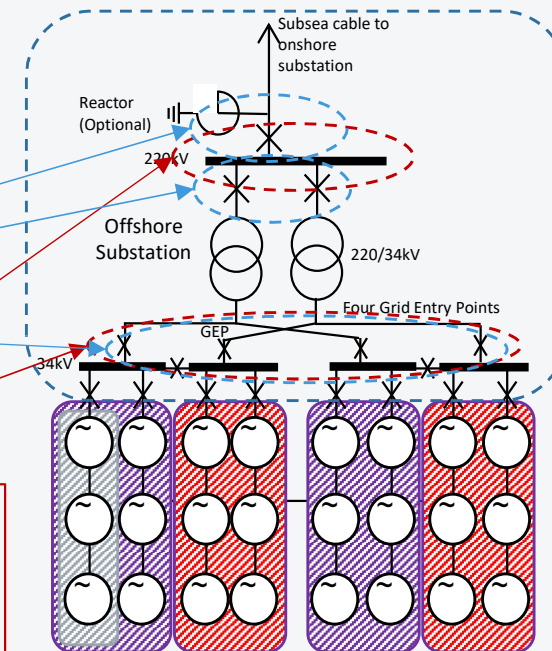 Subsea cable to
onshore
substation
Reactor
(Optional)
220kV
Offshore
Substation
220/34kV
Four Grid Entry Points
GEP
34kV
~ ~ ~ ~ ~ ~ ~ ~
~ ~ ~ ~ ~ ~ ~ ~
~ ~ ~ ~ ~ ~ ~ ~